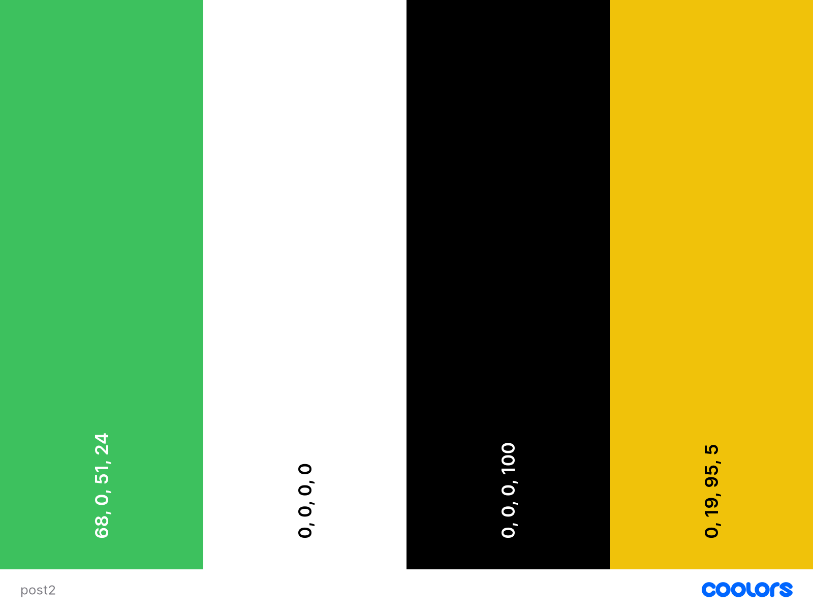 68, 0, 51, 24
0, 0, 0, 0
0, 0, 0, 100
0, 19, 95, 5
post2
coolors